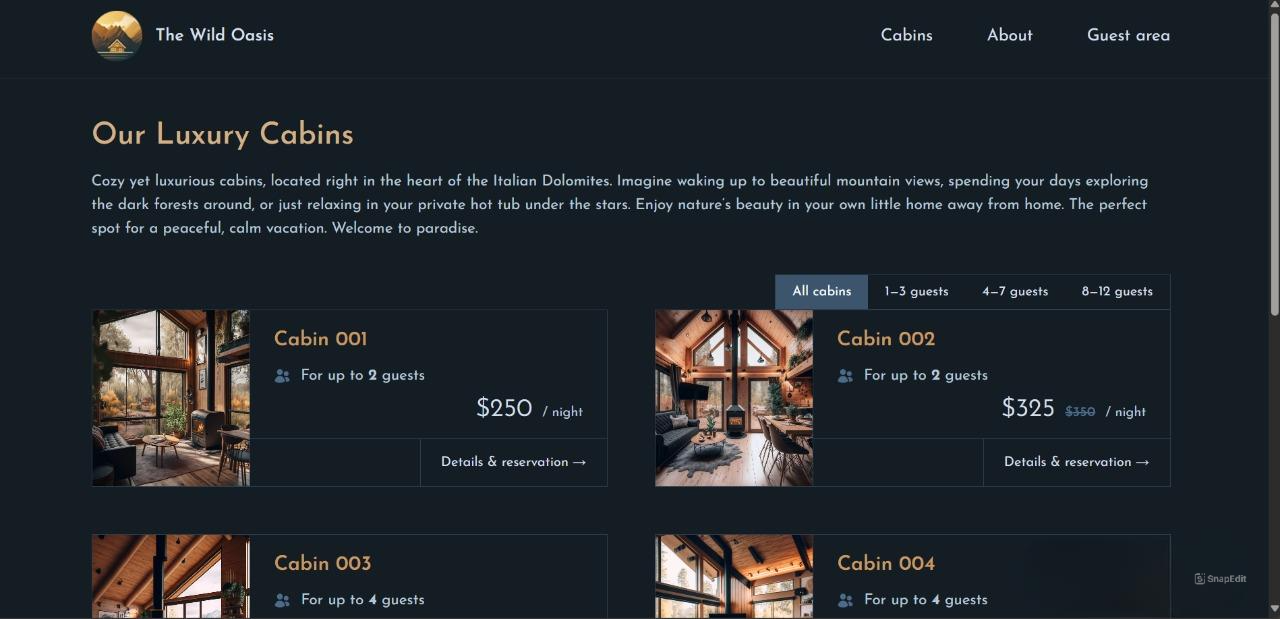 The Wild Oasis
Cabins
About
Guest area
Our Luxury Cabins
Cozy yet luxurious cabins, located right in the heart of the Italian Dolomites. Imagine waking up to beautiful mountain views, spending your days exploring
the dark forests around, or just relaxing in your private hot tub under the stars. Enjoy nature's beauty in your own little home away from home. The perfect
spot for a peaceful, calm vacation. Welcome to paradise.
All cabins
1—3 guests
4—7 guests
8—12 guests
Cabin 001
For up to 2 guests
$250 / night
Details & reservation →
Cabin 002
For up to 2 guests
$325 $350 / night
Details & reservation →
Cabin 003
For up to 4 guests
Cabin 004
For up to 4 guests
SnapEdit